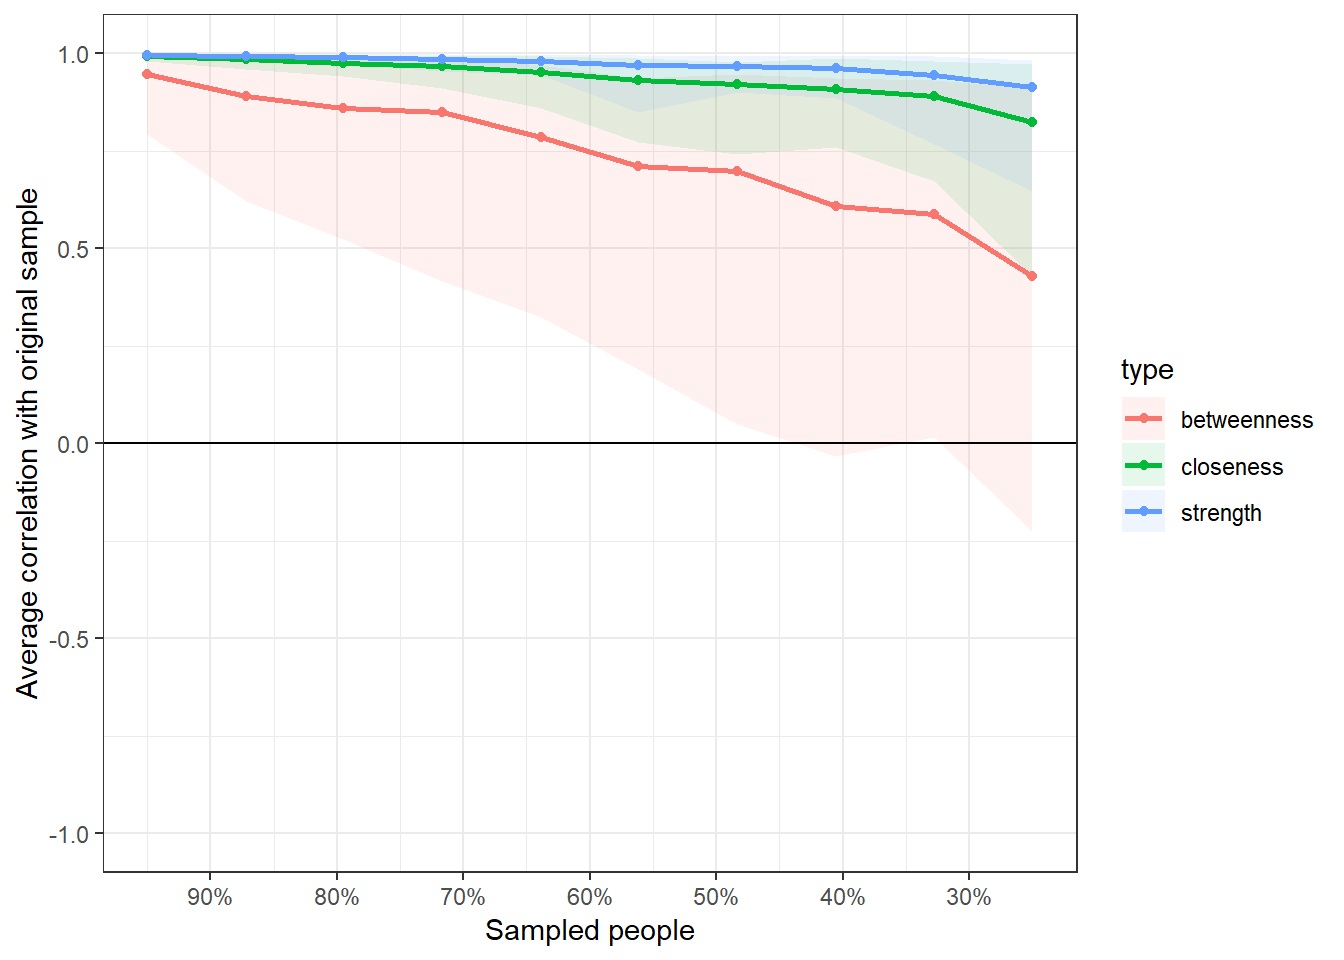 1.0
0.5
0.0
-0.5
-1.0
Average correlation with original sample
90% 80% 70% 60% 50% 40% 30%
Sampled people
type
betweenness
closeness
strength